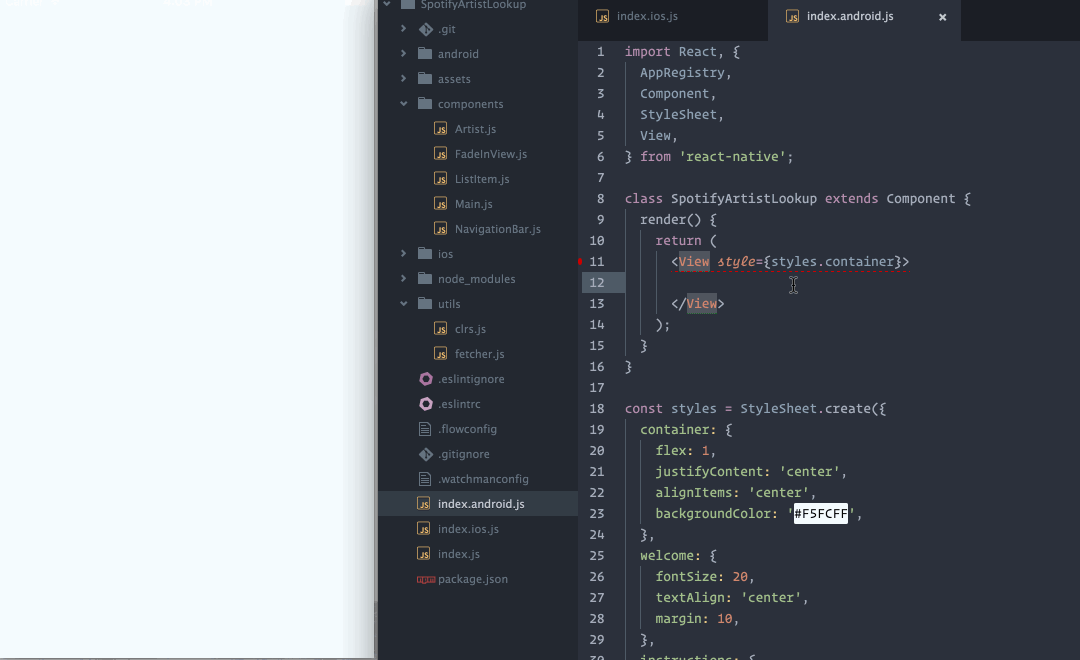 SpotifyArtistLookup
.git
android
assets
components
Artist.js
FadeInView.js
ListItem.js
Main.js
NavigationBar.js
ios
node_modules
utils
clrs.js
fetcher.js
.eslintignore
.eslintrc
.flowconfig
.gitignore
.watchmanconfig
index.android.js
index.ios.js
index.js
package.json
index.ios.js
index.android.js ×
1 import React, {
2 AppRegistry,
3 Component,
4 StyleSheet,
5 View,
6 } from 'react-native';
7
8 class SpotifyArtistLookup extends Component {
9 render() {
10 return (
11 <View style={styles.container}>
12
13 </View>
14 );
15 }
16 }
17
18 const styles = StyleSheet.create({
19 container: {
20 flex: 1,
21 justifyContent: 'center',
22 alignItems: 'center',
23 backgroundColor: '#F5FCFF',
24 },
25 welcome: {
26 fontSize: 20,
27 textAlign: 'center',
28 margin: 10,
29 },
30 instructions: {